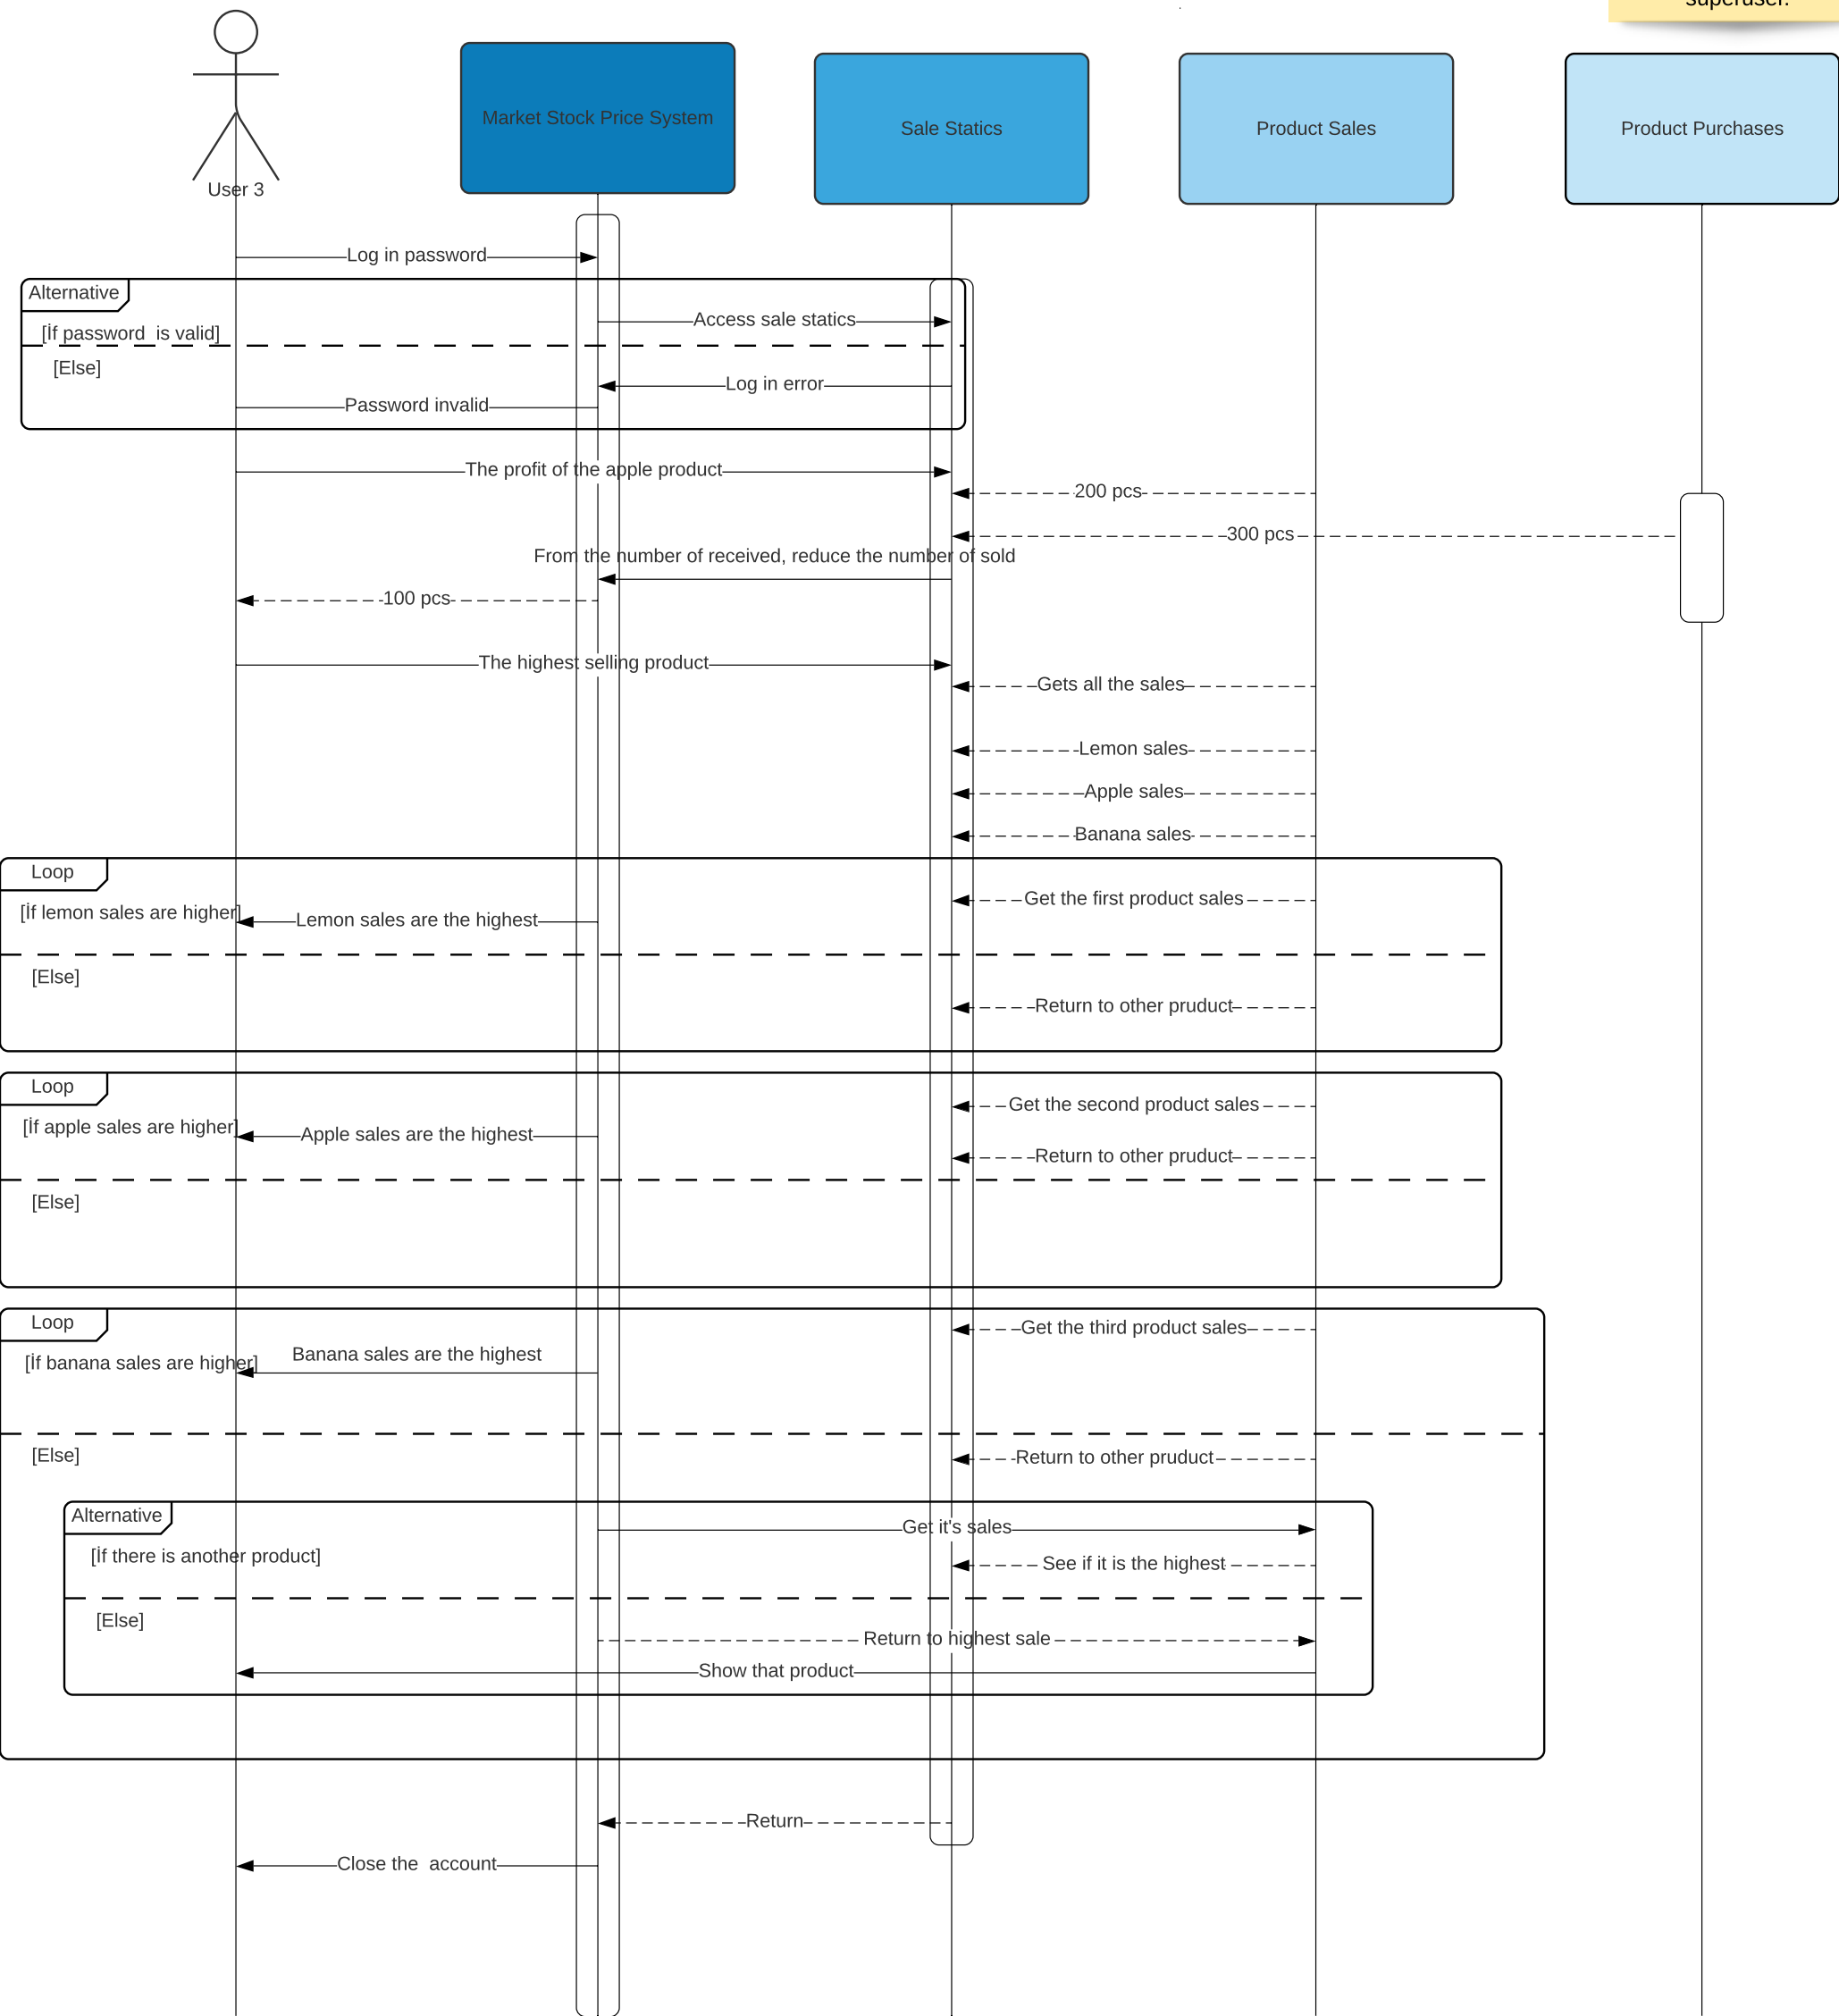 superuser.
Market Stock Price System
Sale Statics
Product Sales
Product Purchases
User 3
Log in password
Alternative
Access sale statics
[İf password  is valid]
[Else]
Log in error
Password invalid
The profit of the apple product
200 pcs
300 pcs
From the number of received, reduce the number of sold
100 pcs
The highest selling product
Gets all the sales
Lemon sales
Apple sales
Banana sales
Loop
Get the first product sales
[İf lemon sales are higher]
Lemon sales are the highest
[Else]
Return to other pruduct
Loop
Get the second product sales
[İf apple sales are higher]
Apple sales are the highest
Return to other pruduct
[Else]
Loop
Get the third product sales
[İf banana sales are higher]
Banana sales are the highest
[Else]
Return to other pruduct
Alternative
Get it's sales
[İf there is another product]
See if it is the highest
[Else]
Return to highest sale
Show that product
Return
Close the  account